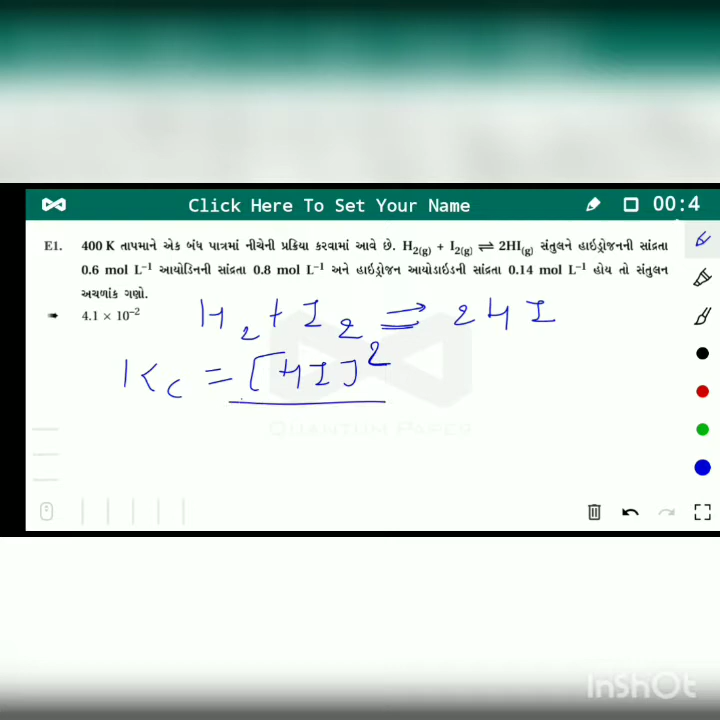 Click Here To Set Your Name
00:4
E1. 400 K તાપમાને એક બંધ પાત્રમાં નીચેની પ્રક્રિયા કરવામાં આવે છે. H₂(g) + I₂(g) ⇌ 2HI(g) સંતુલને હાઇડ્રોજનની સાંદ્રતા
0.6 mol L⁻¹ આયોડિનની સાંદ્રતા 0.8 mol L⁻¹ અને હાઇડ્રોજન આયોડાઇડની સાંદ્રતા 0.14 mol L⁻¹ હોય તો સંતુલન
અચળાંક ગણો.
➡ 4.1 × 10⁻²
H₂ + I₂ ⇌ 2HI
Kc = [HI]²
QUANTUM PAPER
InShOt